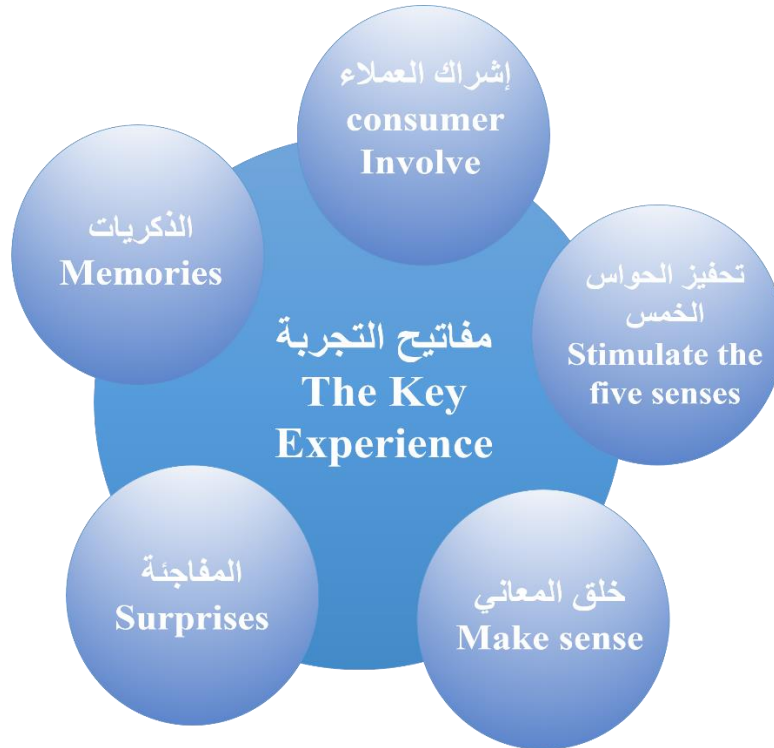 إشراك العملاء
consumer
Involve
الذكريات
Memories
تحفيز الحواس
الخمس
Stimulate the
five senses
مفاتيح التجربة
The Key
Experience
المفاجئة
Surprises
خلق المعاني
Make sense